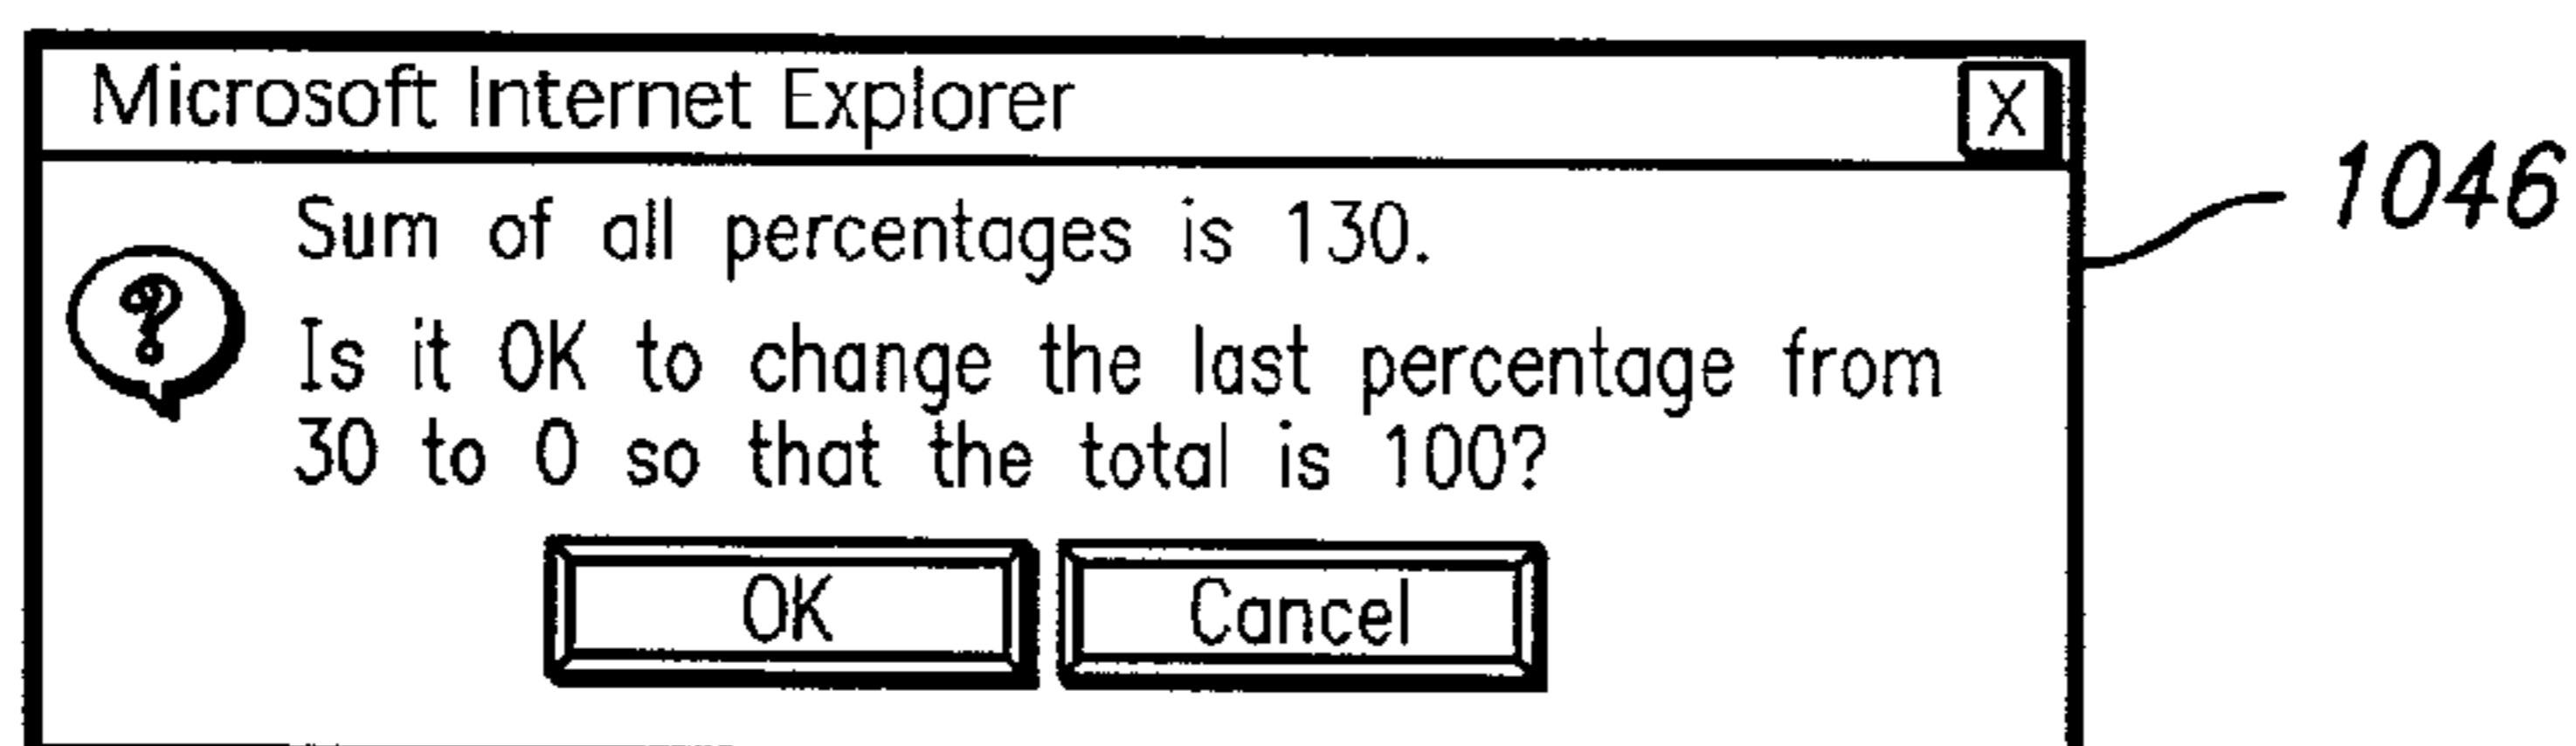 Microsoft Internet Explorer X
1046
Sum of all percentages is 130.
?
Is it OK to change the last percentage from
30 to 0 so that the total is 100?
OK Cancel